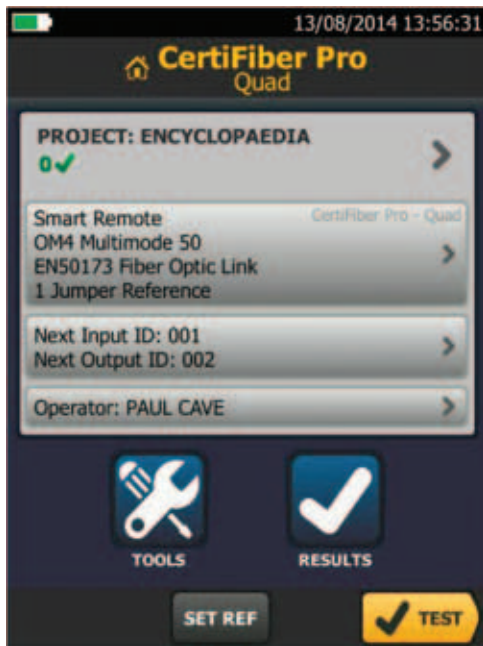 13/08/2014 13:56:31
CertiFiber Pro
Quad
PROJECT: ENCYCLOPAEDIA
0
Smart Remote
CertiFiber Pro - Quad
OM4 Multimode 50
EN50173 Fiber Optic Link
1 Jumper Reference
Next Input ID: 001
Next Output ID: 002
Operator: PAUL CAVE
TOOLS
RESULTS
SET REF
TEST